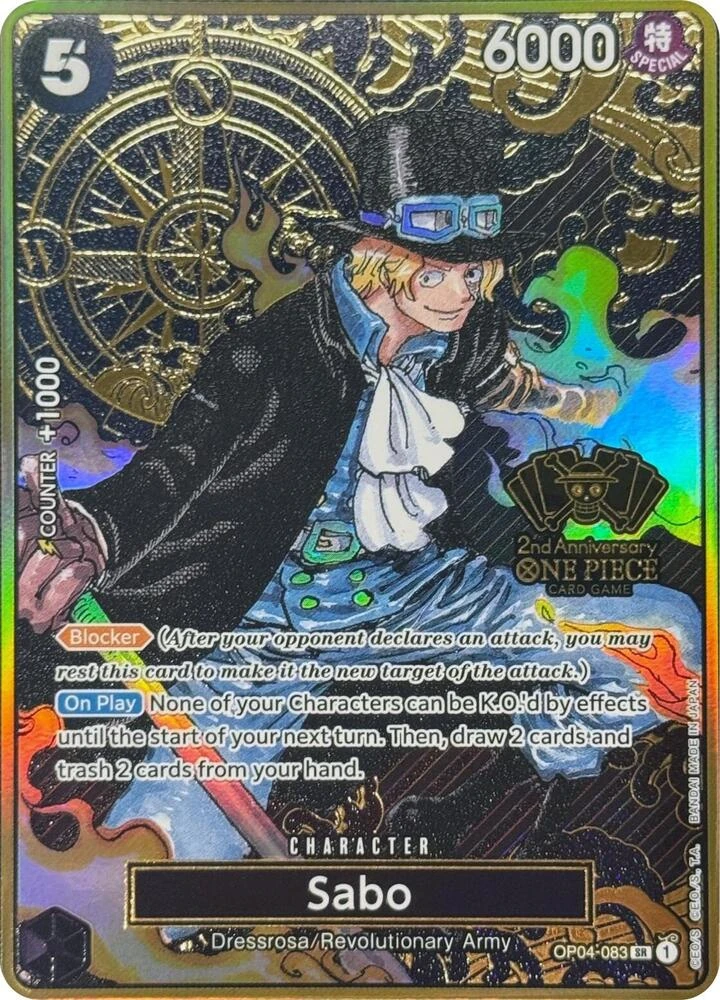 5
6000
特
SPECIAL
COUNTER +1000
2nd Anniversary
ONE PIECE
CARD GAME
Blocker (After your opponent declares an attack, you may
rest this card to make it the new target of the attack.)
On Play None of your Characters can be K.O.'d by effects
until the start of your next turn. Then, draw 2 cards and
trash 2 cards from your hand.
CHARACTER
Sabo
Dressrosa/Revolutionary Army
OP04-083 SR 1
©EO/S ©E.O./S., T.A. BANDAI MADE IN JAPAN